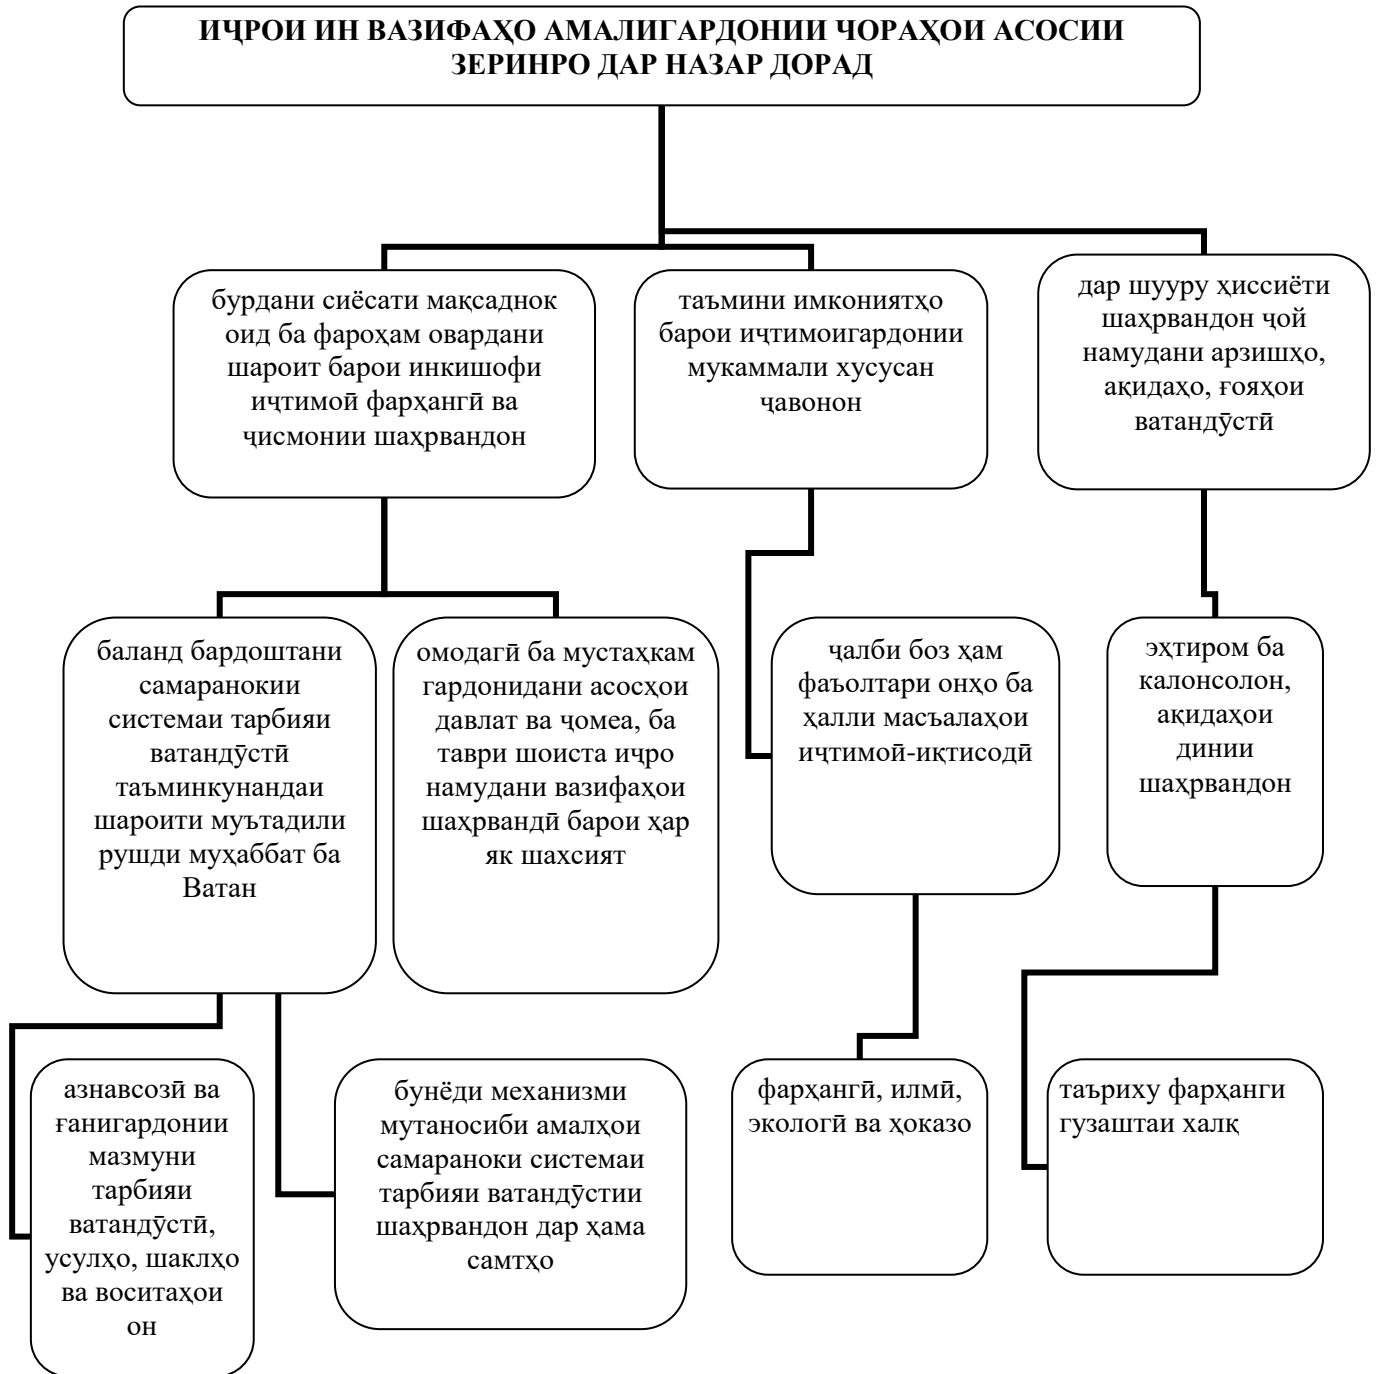 ИҶРОИ ИН ВАЗИФАҲО АМАЛИГАРДОНИИ ЧОРАҲОИ АСОСИИ
ЗЕРИНРО ДАР НАЗАР ДОРАД
бурдани сиёсати мақсаднок
оид ба фароҳам овардани
шароит барои инкишофи
иҷтимоӣ фарҳангӣ ва
ҷисмонии шаҳрвандон
таъмини имкониятҳо
барои иҷтимоигардонии
мукаммали хусусан
ҷавонон
дар шууру ҳиссиёти
шаҳрвандон ҷой
намудани арзишҳо,
ақидаҳо, ғояҳои
ватандӯстӣ
баланд бардоштани
самаранокии
системаи тарбияи
ватандӯстӣ
таъминкунандаи
шароити муътадили
рушди муҳаббат ба
Ватан
омодагӣ ба мустаҳкам
гардонидани асосҳои
давлат ва ҷомеа, ба
таври шоиста иҷро
намудани вазифаҳои
шаҳрвандӣ барои ҳар
як шахсият
ҷалби боз ҳам
фаъолтари онҳо ба
ҳалли масъалаҳои
иҷтимоӣ-иқтисодӣ
эҳтиром ба
калонсолон,
ақидаҳои
динии
шаҳрвандон
азнавсозӣ ва
ғанигардонии
мазмуни
тарбияи
ватандӯстӣ,
усулҳо, шаклҳо
ва воситаҳои
он
бунёди механизми
мутаносиби амалҳои
самараноки системаи
тарбияи ватандӯстии
шаҳрвандон дар ҳама
самтҳо
фарҳангӣ, илмӣ,
экологӣ ва ҳоказо
таъриху фарҳанги
гузаштаи халқ